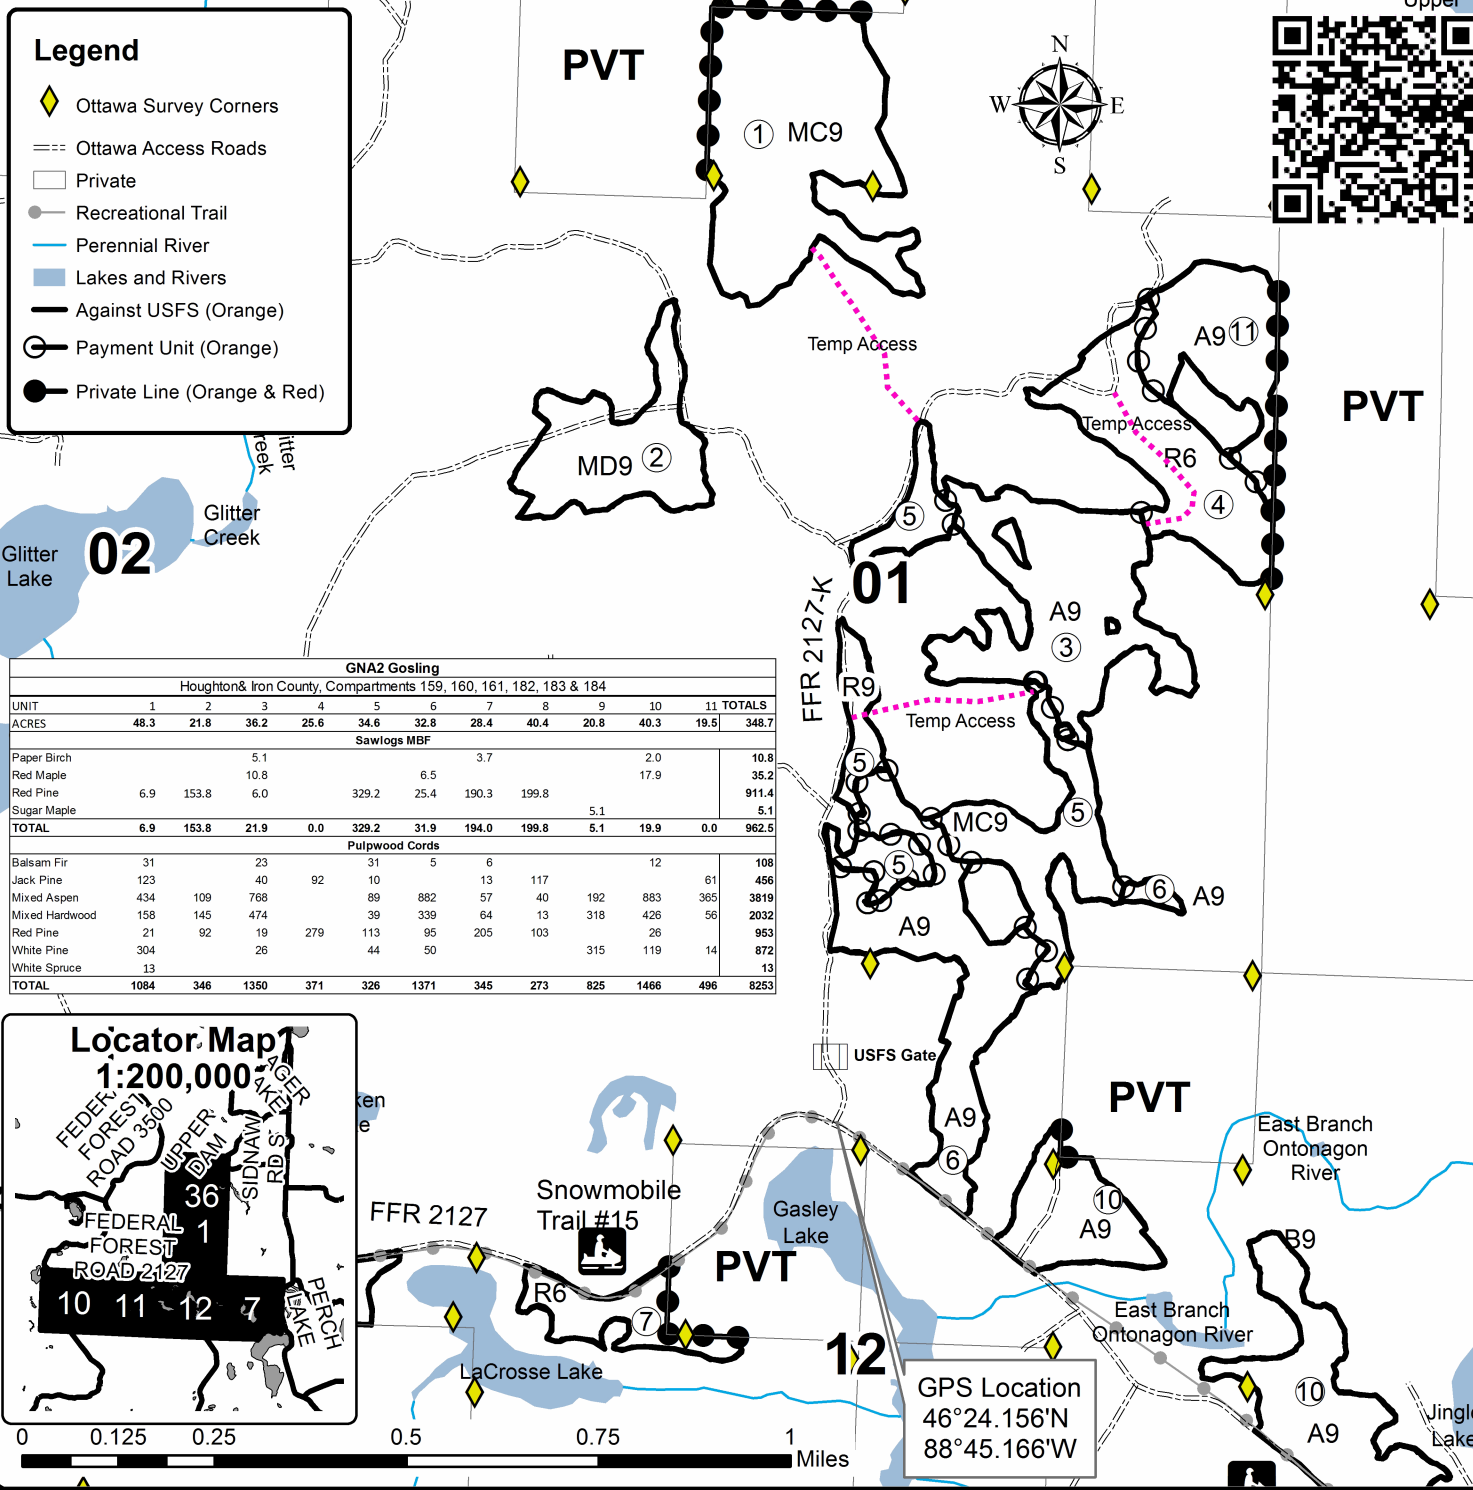 Upper
Legend
Ottawa Survey Corners
Ottawa Access Roads
Private
Recreational Trail
Perennial River
Lakes and Rivers
Against USFS (Orange)
Payment Unit (Orange)
Private Line (Orange & Red)
PVT
1 MC9
N
W E
S
Temp Access
A9 11
PVT
Temp Access
R6
4
MD9 2
5
Glitter
Creek
Glitter
Lake
02
01
FFR 2127-K
A9
3
R9
Temp Access
5
MC9
5
5
6 A9
A9
GNA2 Gosling
Houghton& Iron County, Compartments 159, 160, 161, 182, 183 & 184
UNIT 1 2 3 4 5 6 7 8 9 10 11 TOTALS
ACRES 48.3 21.8 36.2 25.6 34.6 32.8 28.4 40.4 20.8 40.3 19.5 348.7
Sawlogs MBF
Paper Birch 5.1 3.7 2.0 10.8
Red Maple 10.8 6.5 17.9 35.2
Red Pine 6.9 153.8 6.0 329.2 25.4 190.3 199.8 911.4
Sugar Maple 5.1 5.1
TOTAL 6.9 153.8 21.9 0.0 329.2 31.9 194.0 199.8 5.1 19.9 0.0 962.5
Pulpwood Cords
Balsam Fir 31 23 31 5 6 12 108
Jack Pine 123 40 92 10 13 117 61 456
Mixed Aspen 434 109 768 89 882 57 40 192 883 365 3819
Mixed Hardwood 158 145 474 39 339 64 13 318 426 56 2032
Red Pine 21 92 19 279 113 95 205 103 26 953
White Pine 304 26 44 50 315 119 14 872
White Spruce 13 13
TOTAL 1084 346 1350 371 326 1371 345 273 825 1466 496 8253
USFS Gate
PVT
A9
6
East Branch
Ontonagon
River
10
A9
Locator Map
1:200,000
FEDERAL
FOREST
ROAD 3500
UPPER
DAM
SIDNAW
RD S
36
1
FEDERAL
FOREST
ROAD 2127
10 11 12 7
PERCH
LAKE
Snowmobile
Trail #15
FFR 2127
Gasley
Lake
PVT
R6
7
LaCrosse Lake
12
B9
East Branch
Ontonagon River
10
A9
Jingle
Lake
GPS Location
46°24.156'N
88°45.166'W
0 0.125 0.25 0.5 0.75 1
Miles